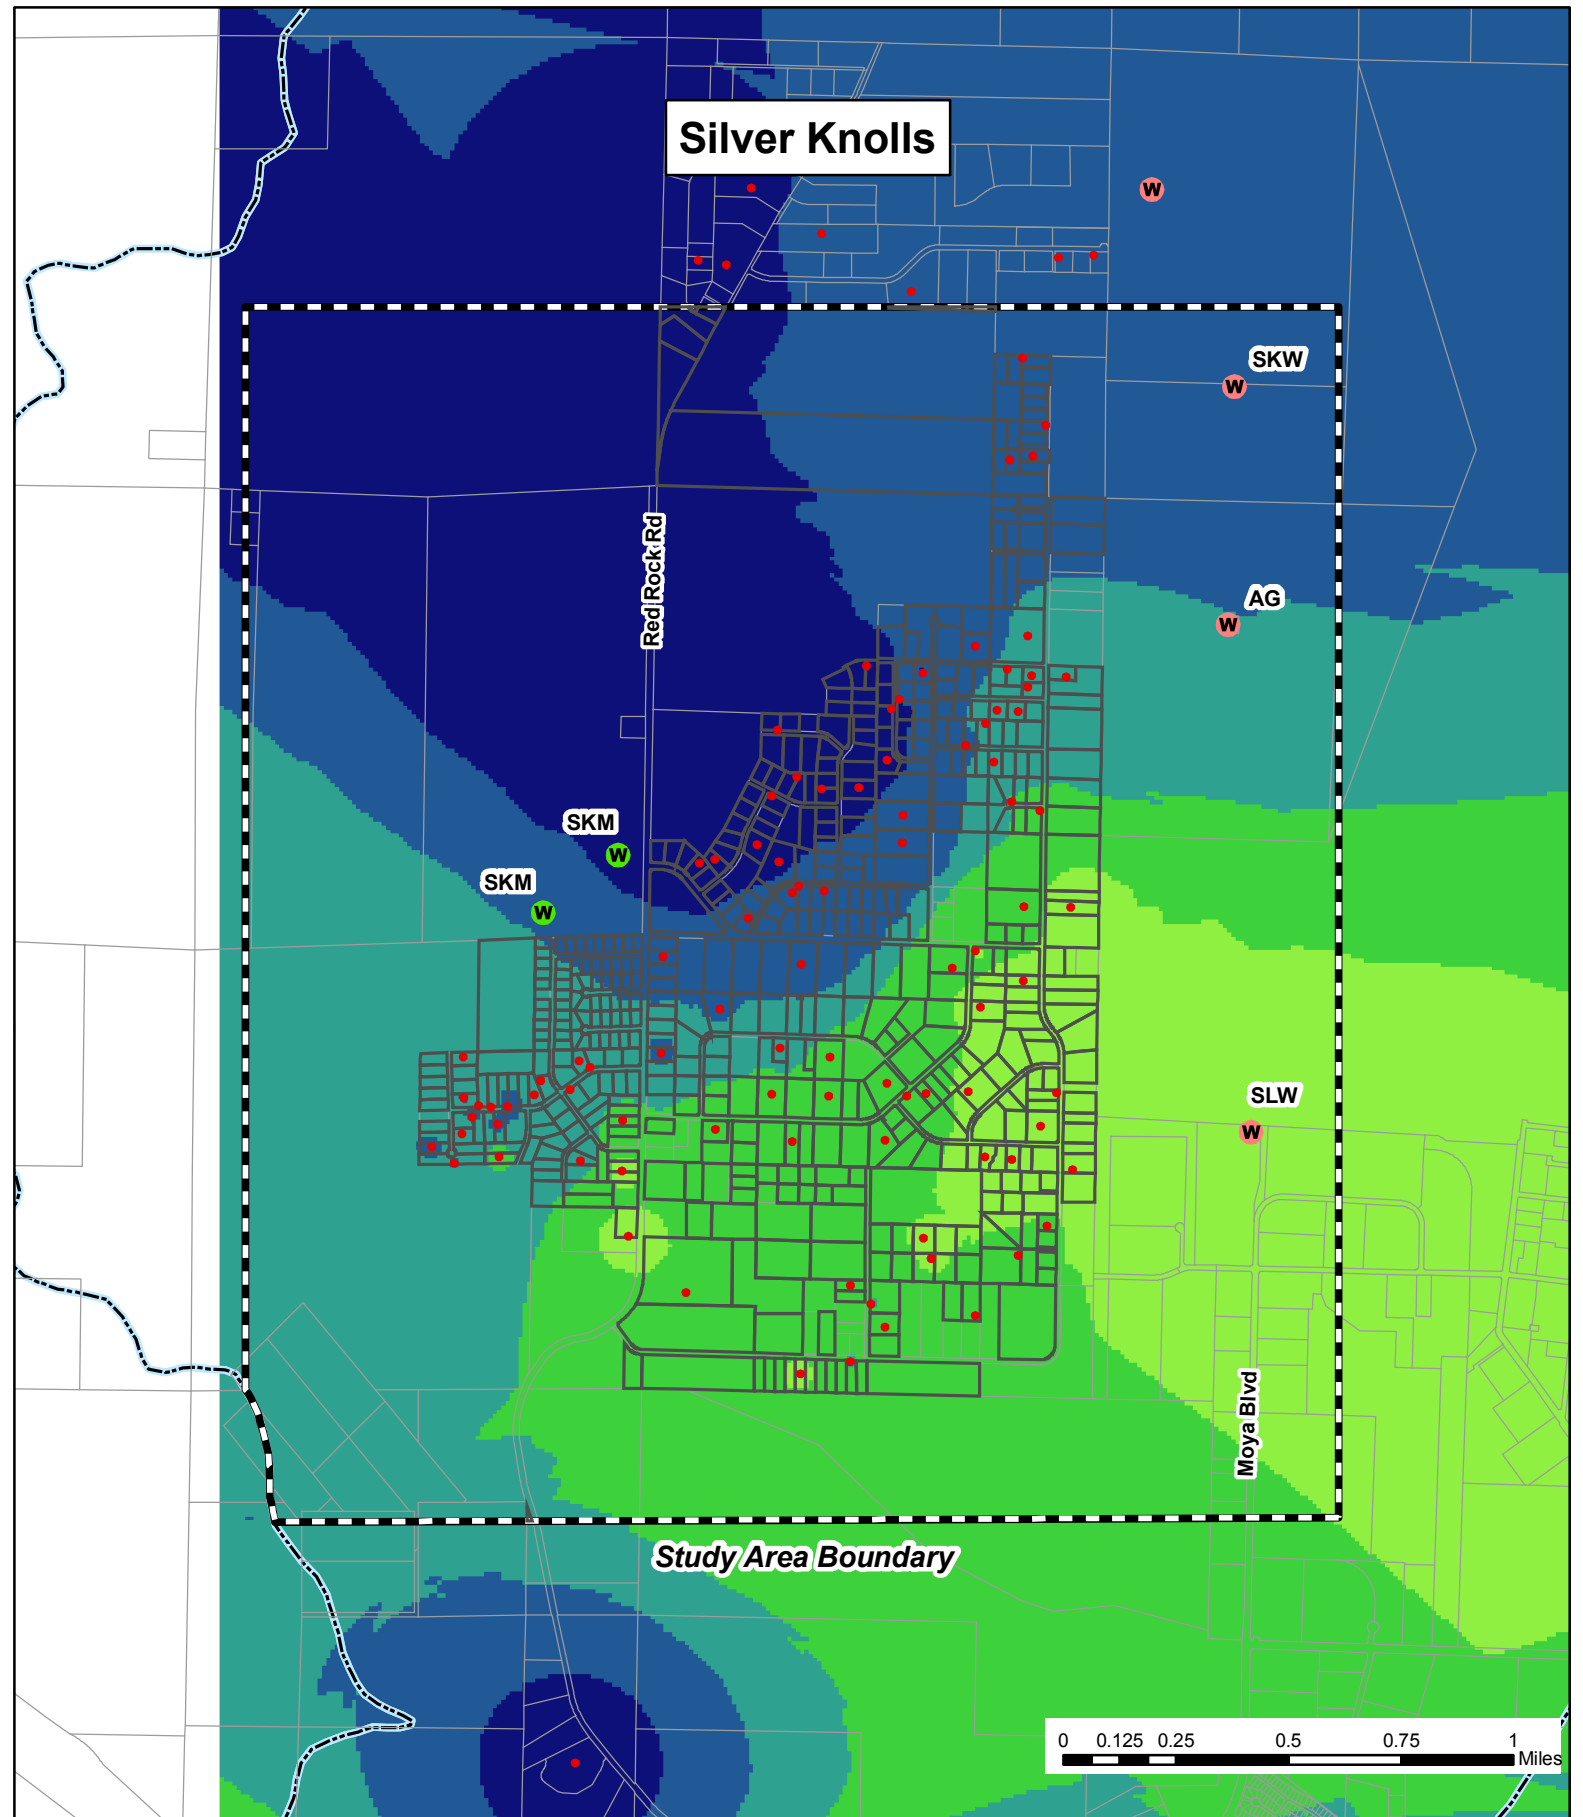 Silver Knolls
W
SKW
W
Red Rock Rd
AG
W
SKM
W
SKM
W
SLW
W
Moya Blvd
Study Area Boundary
0 0.125 0.25 0.5 0.75 1
Miles